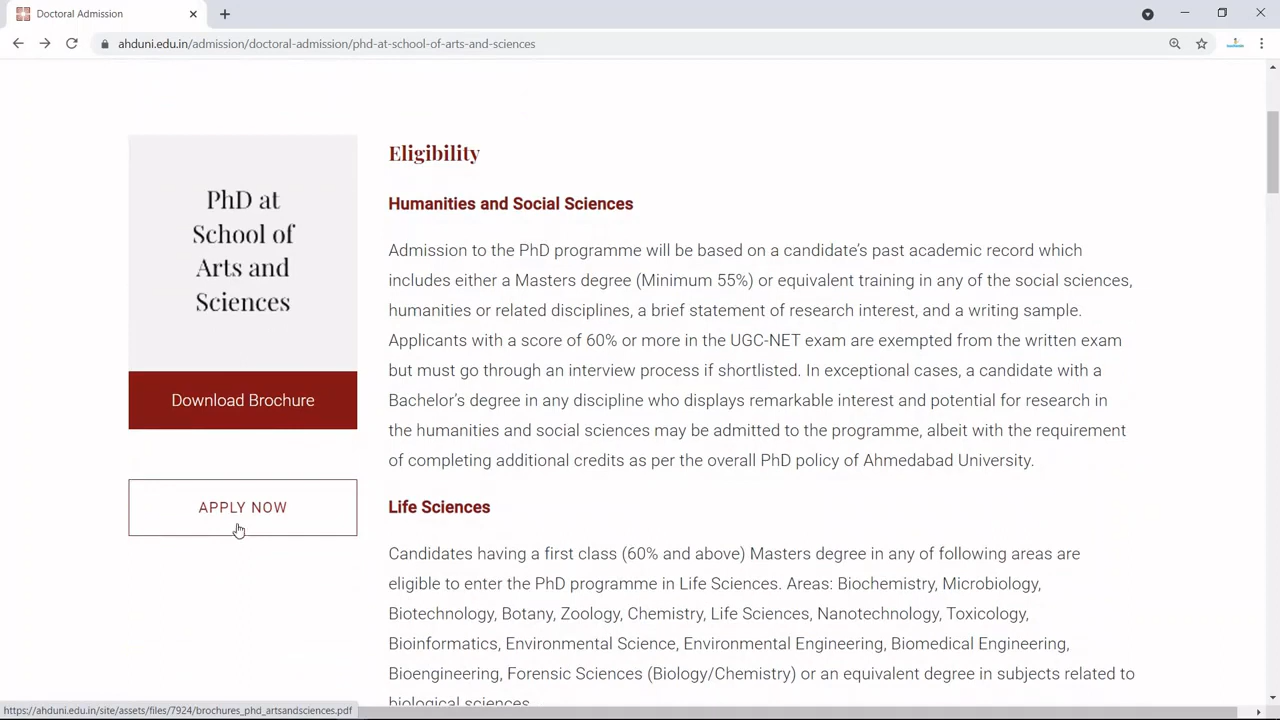 Doctoral Admission
ahduni.edu.in/admission/doctoral-admission/phd-at-school-of-arts-and-sciences
PhD at
School of
Arts and
Sciences
Download Brochure
APPLY NOW
Eligibility
Humanities and Social Sciences
Admission to the PhD programme will be based on a candidate’s past academic record which
includes either a Masters degree (Minimum 55%) or equivalent training in any of the social sciences,
humanities or related disciplines, a brief statement of research interest, and a writing sample.
Applicants with a score of 60% or more in the UGC-NET exam are exempted from the written exam
but must go through an interview process if shortlisted. In exceptional cases, a candidate with a
Bachelor’s degree in any discipline who displays remarkable interest and potential for research in
the humanities and social sciences may be admitted to the programme, albeit with the requirement
of completing additional credits as per the overall PhD policy of Ahmedabad University.
Life Sciences
Candidates having a first class (60% and above) Masters degree in any of following areas are
eligible to enter the PhD programme in Life Sciences. Areas: Biochemistry, Microbiology,
Biotechnology, Botany, Zoology, Chemistry, Life Sciences, Nanotechnology, Toxicology,
Bioinformatics, Environmental Science, Environmental Engineering, Biomedical Engineering,
Bioengineering, Forensic Sciences (Biology/Chemistry) or an equivalent degree in subjects related to
biological sciences.
https://ahduni.edu.in/site/assets/files/7924/brochures_phd_artsandsciences.pdf